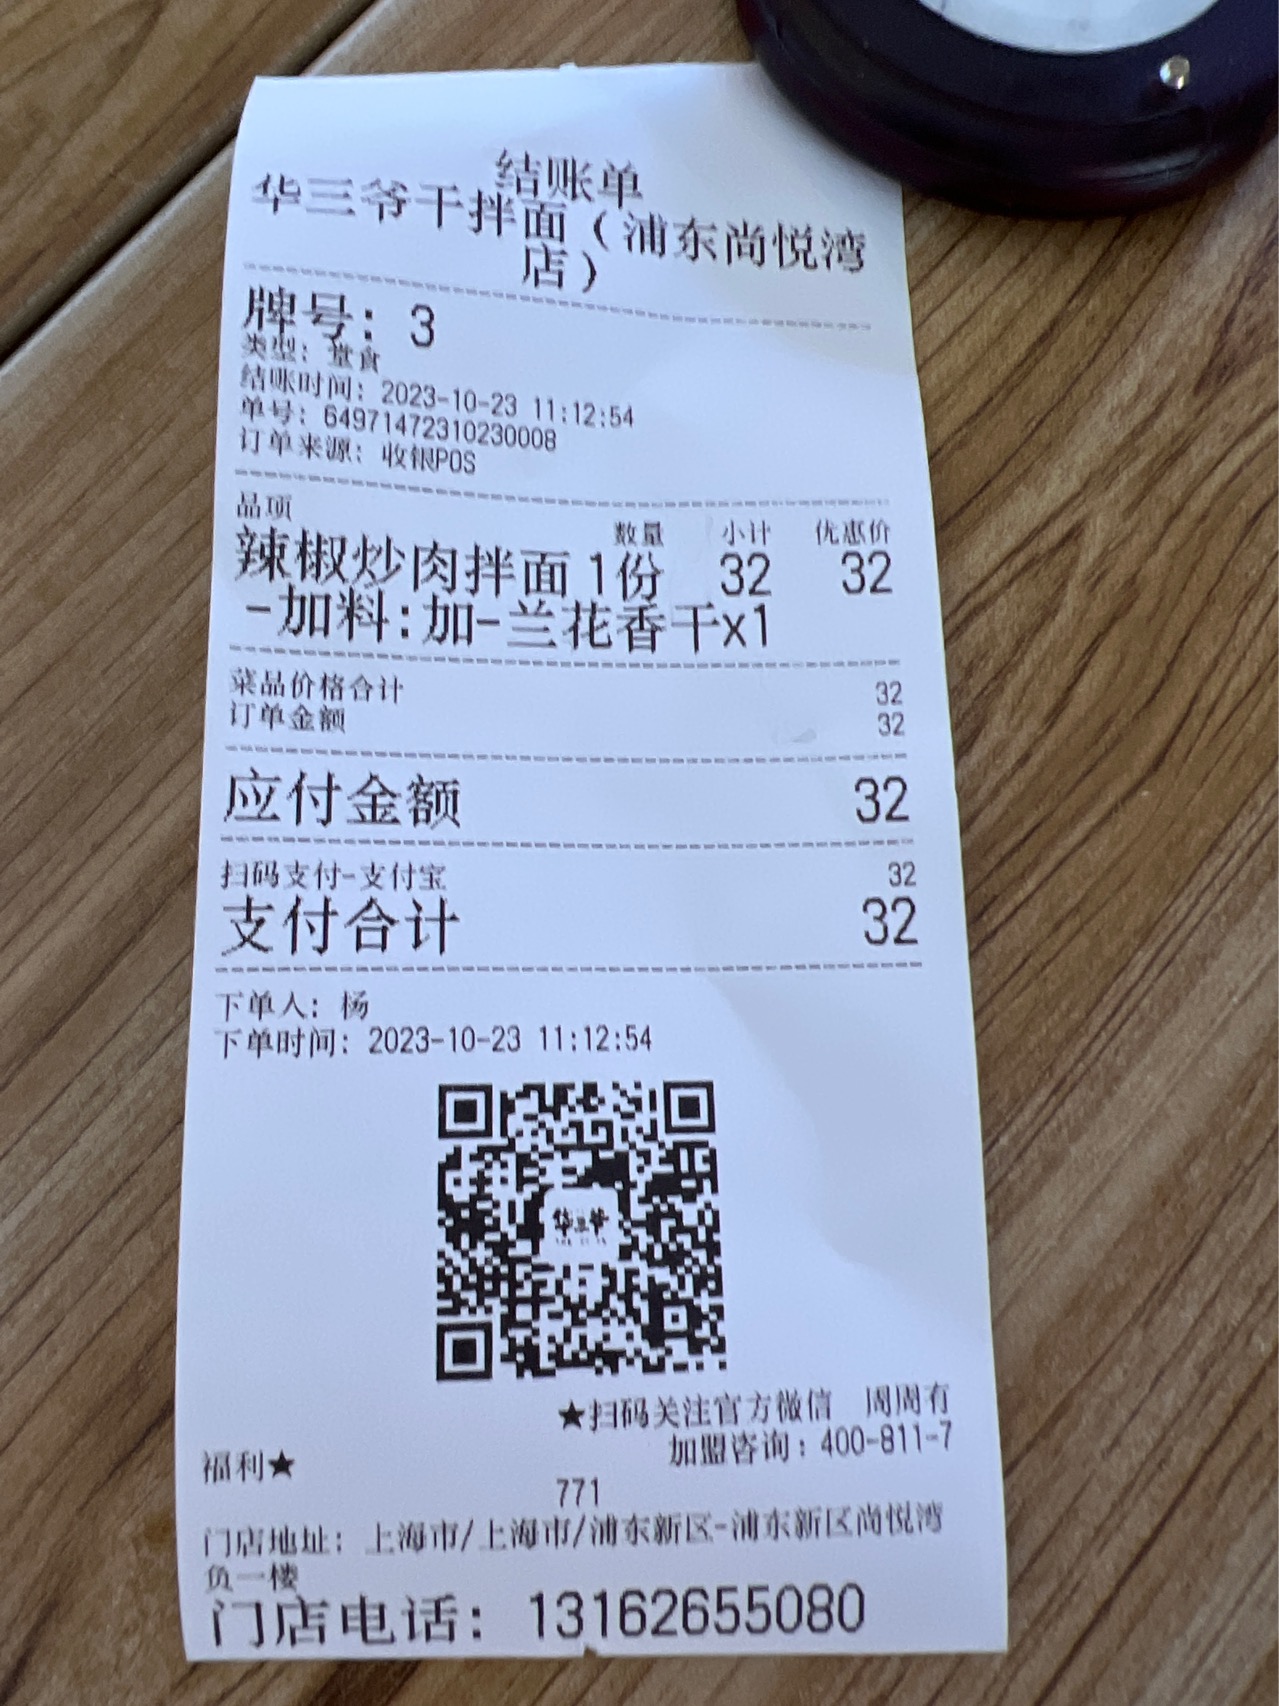 结账单
华三爷干拌面（浦东尚悦湾
店）
牌号：3
类型：堂食
结账时间：2023-10-23 11:12:54
单号：64971472310230008
订单来源：收银POS
品项 数量 小计 优惠价
辣椒炒肉拌面 1份 32 32
-加料:加-兰花香干x1
菜品价格合计 32
订单金额 32
应付金额 32
扫码支付-支付宝 32
支付合计 32
下单人：杨
下单时间：2023-10-23 11:12:54
华三爷
★扫码关注官方微信 周周有
福利★ 加盟咨询：400-811-7
771
门店地址：上海市/上海市/浦东新区-浦东新区尚悦湾
负一楼
门店电话：13162655080